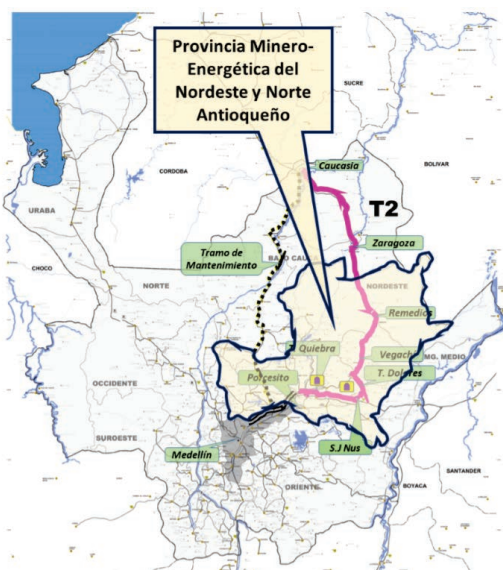 Provincia Minero-
Energética del
Nordeste y Norte
Antioqueño
SUCRE
CORDOBA
BOLIVAR
Caucasia
T2
URABA
Zaragoza
Tramo de
Mantenimiento
BAJO CAUCA
CHOCO
NORTE
NORDESTE
Remedios
T. Quiebra
Vegachí
MG. MEDIO
Porcesito
T. Dolores
OCCIDENTE
SUROESTE
Medellín
S.J Nus
SANTANDER
ORIENTE
BOYACA